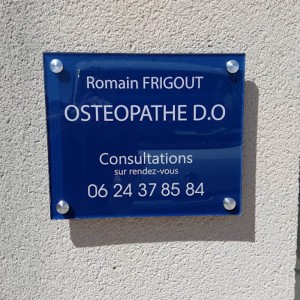 Romain FRIGOUT
OSTEOPATHE D.O
Consultations
sur rendez-vous
06 24 37 85 84